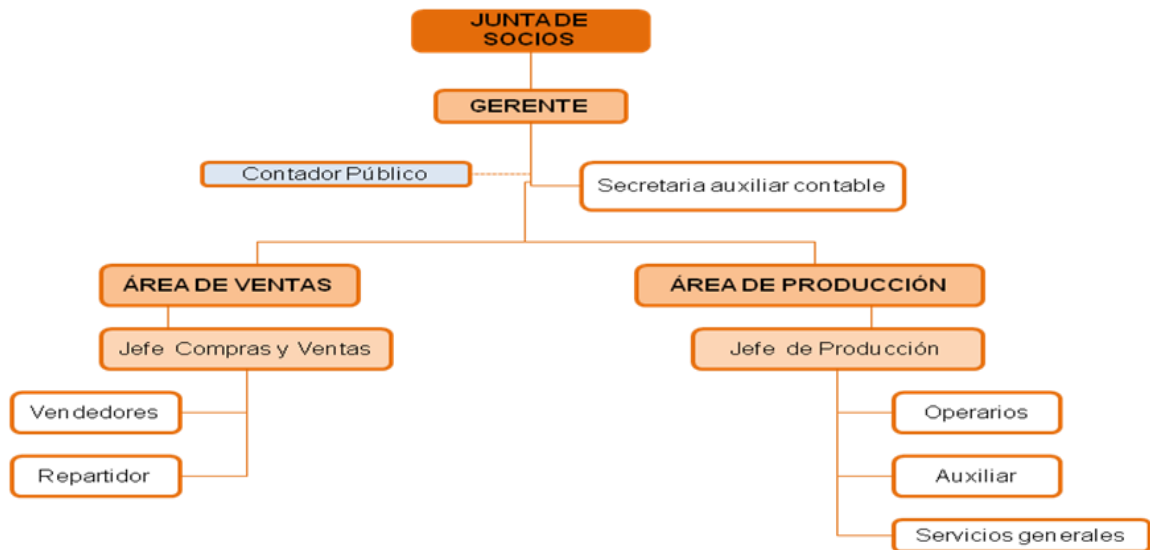 JUNTA DE
SOCIOS
GERENTE
Contador Público
Secretaria auxiliar contable
ÁREA DE VENTAS
ÁREA DE PRODUCCIÓN
Jefe Compras y Ventas
Jefe de Producción
Vendedores
Operarios
Repartidor
Auxiliar
Servicios generales